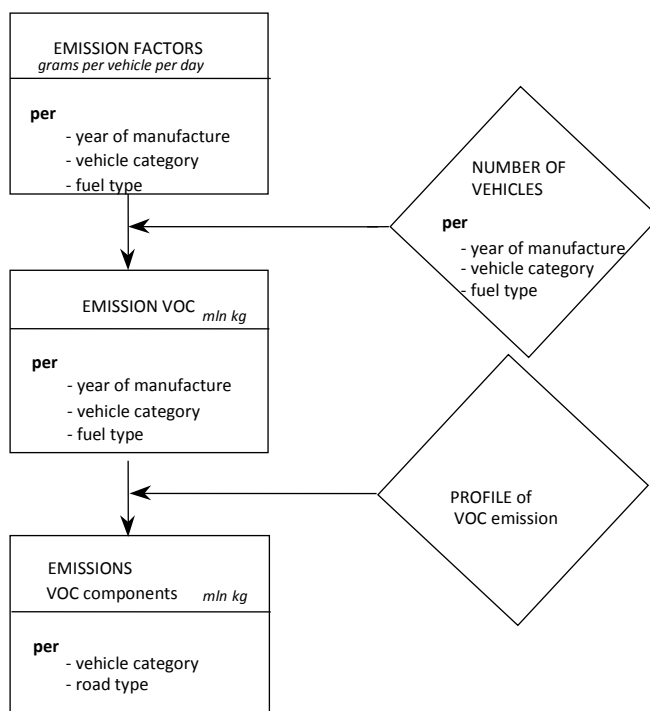 EMISSION FACTORS
grams per vehicle per day
per
- year of manufacture
- vehicle category
- fuel type
NUMBER OF
VEHICLES
per
- year of manufacture
- vehicle category
- fuel type
EMISSION VOC mln kg
per
- year of manufacture
- vehicle category
- fuel type
PROFILE of
VOC emission
EMISSIONS
VOC components mln kg
per
- vehicle category
- road type